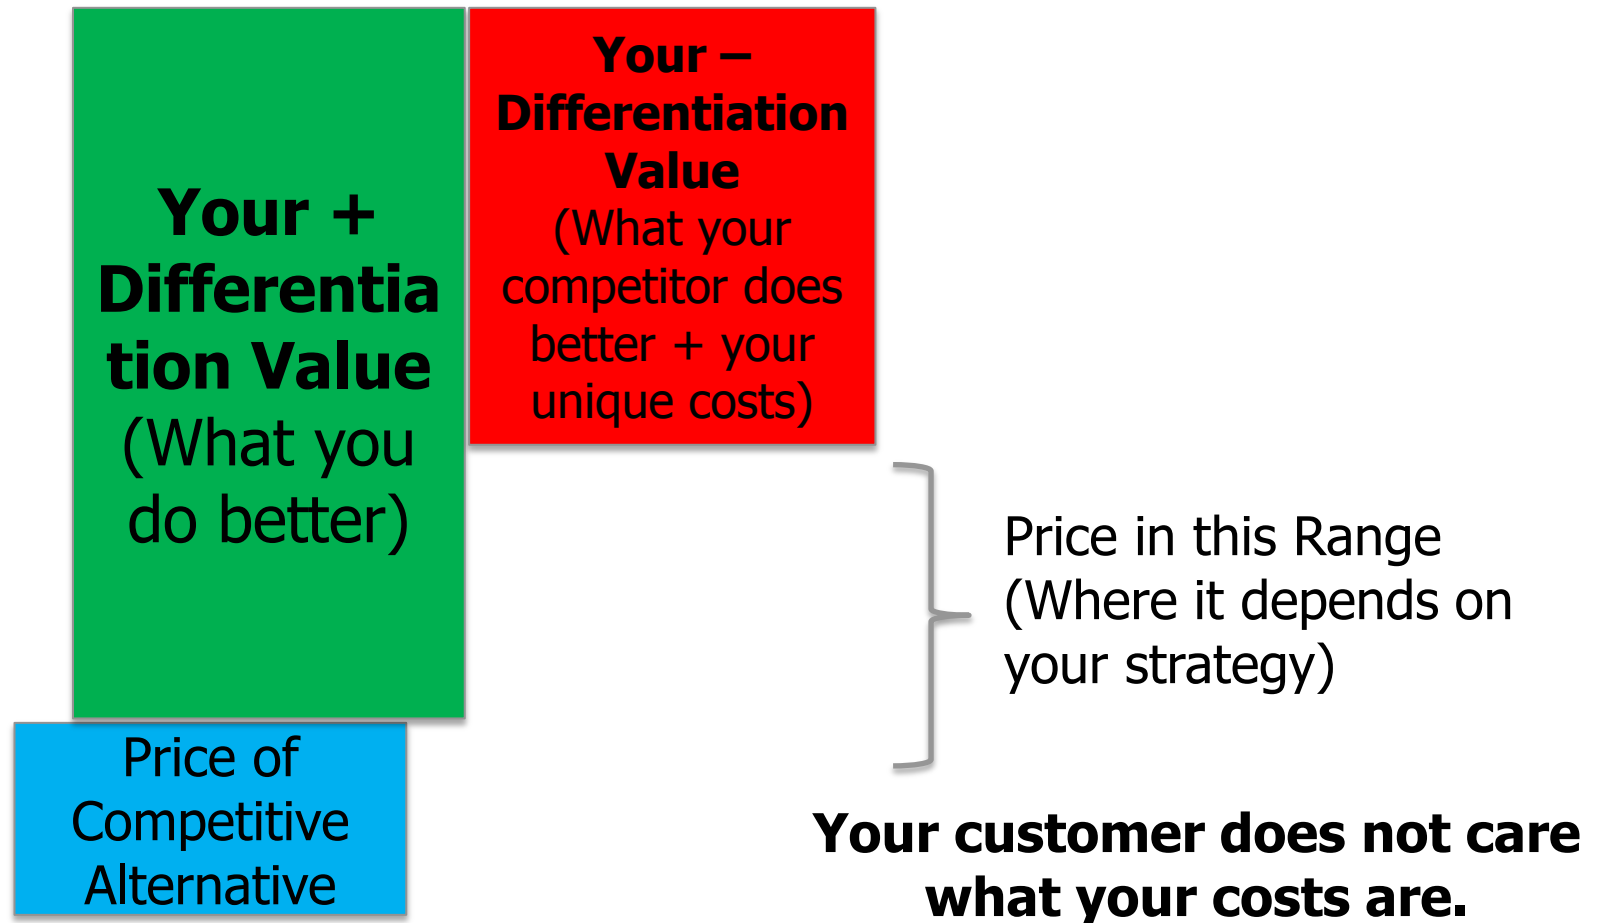 Your +
Differentia
tion Value
(What you
do better)
Your –
Differentiation
Value
(What your
competitor does
better + your
unique costs)
Price in this Range
(Where it depends on
your strategy)
Price of
Competitive
Alternative
Your customer does not care
what your costs are.